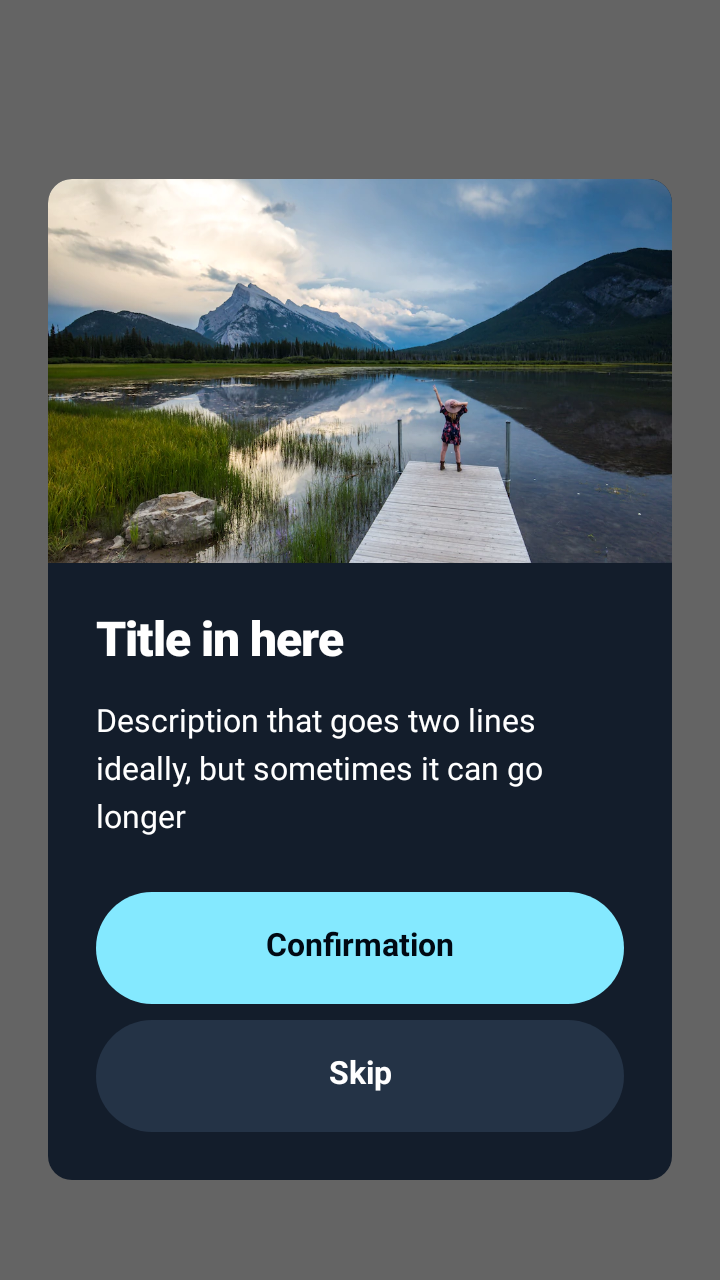 Title in here
Description that goes two lines
ideally, but sometimes it can go
longer
Confirmation
Skip